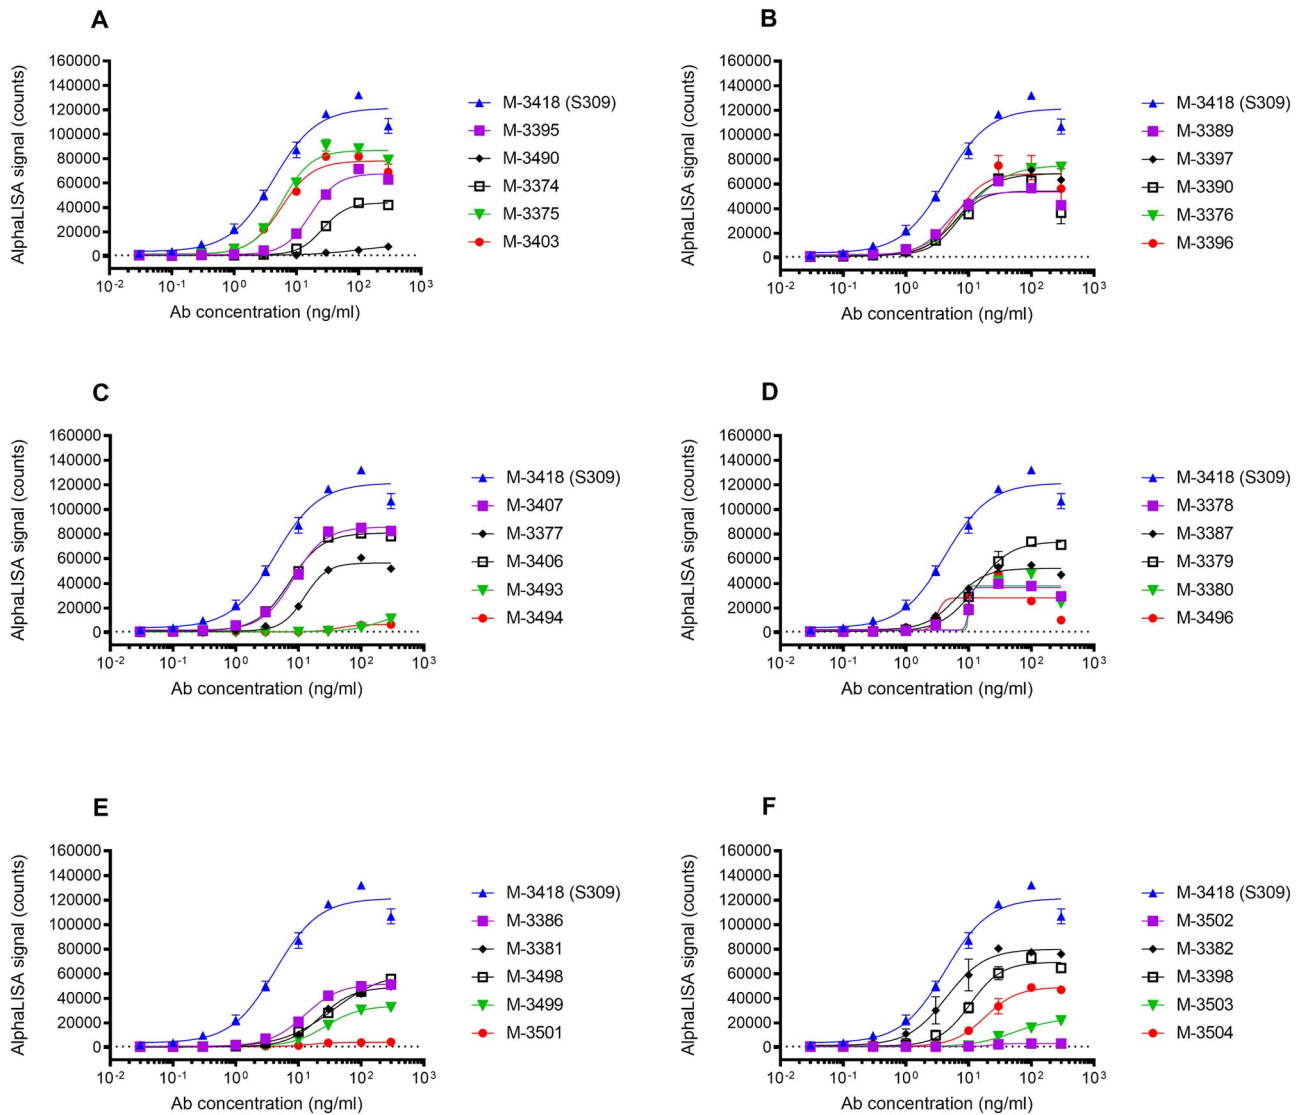 A
AlphaLISA signal (counts)
160000
140000
120000
100000
80000
60000
40000
20000
0
10-2 10-1 100 101 102 103
Ab concentration (ng/ml)
M-3418 (S309)
M-3395
M-3490
M-3374
M-3375
M-3403
B
AlphaLISA signal (counts)
160000
140000
120000
100000
80000
60000
40000
20000
0
10-2 10-1 100 101 102 103
Ab concentration (ng/ml)
M-3418 (S309)
M-3389
M-3397
M-3390
M-3376
M-3396
C
AlphaLISA signal (counts)
160000
140000
120000
100000
80000
60000
40000
20000
0
10-2 10-1 100 101 102 103
Ab concentration (ng/ml)
M-3418 (S309)
M-3407
M-3377
M-3406
M-3493
M-3494
D
AlphaLISA signal (counts)
160000
140000
120000
100000
80000
60000
40000
20000
0
10-2 10-1 100 101 102 103
Ab concentration (ng/ml)
M-3418 (S309)
M-3378
M-3387
M-3379
M-3380
M-3496
E
AlphaLISA signal (counts)
160000
140000
120000
100000
80000
60000
40000
20000
0
10-2 10-1 100 101 102 103
Ab concentration (ng/ml)
M-3418 (S309)
M-3386
M-3381
M-3498
M-3499
M-3501
F
AlphaLISA signal (counts)
160000
140000
120000
100000
80000
60000
40000
20000
0
10-2 10-1 100 101 102 103
Ab concentration (ng/ml)
M-3418 (S309)
M-3502
M-3382
M-3398
M-3503
M-3504